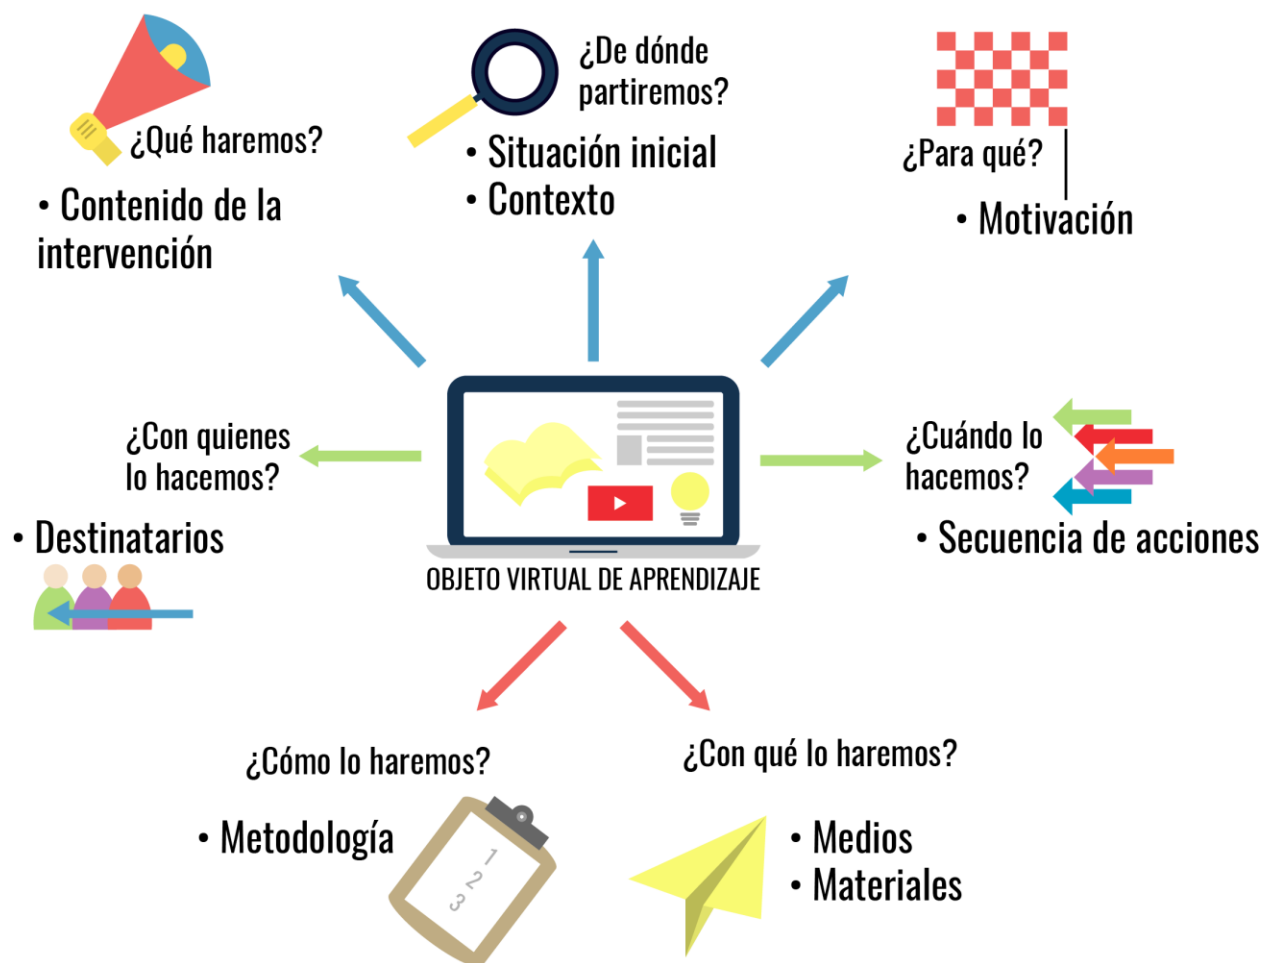 ¿Qué haremos?
• Contenido de la
intervención
¿De dónde
partiremos?
• Situación inicial
• Contexto
¿Para qué?
• Motivación
¿Con quienes
lo hacemos?
• Destinatarios
OBJETO VIRTUAL DE APRENDIZAJE
¿Cuándo lo
hacemos?
• Secuencia de acciones
¿Cómo lo haremos?
• Metodología
1
2
3
¿Con qué lo haremos?
• Medios
• Materiales